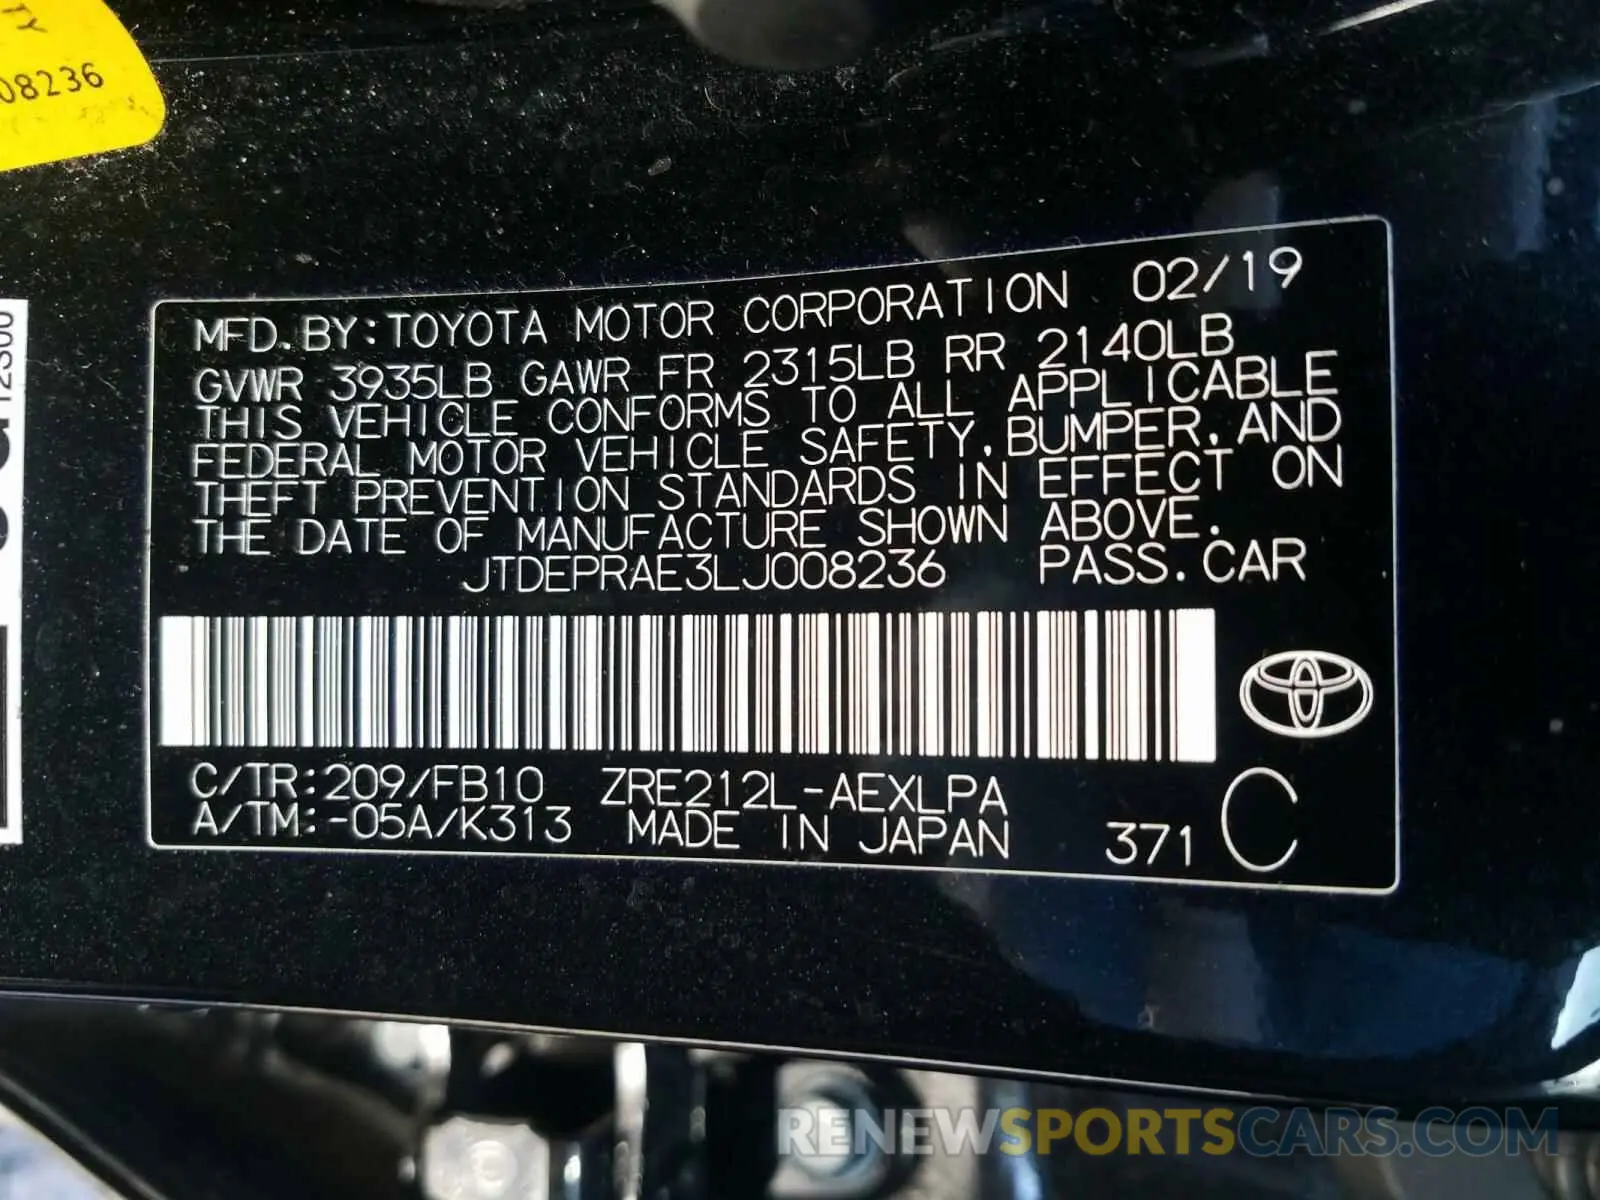 TY
08236
12300
MFD. BY: TOYOTA MOTOR CORPORATION 02/19
GVWR 3935LB GAWR FR 2315LB RR 2140LB
THIS VEHICLE CONFORMS TO ALL APPLICABLE
FEDERAL MOTOR VEHICLE SAFETY, BUMPER, AND
THEFT PREVENTION STANDARDS IN EFFECT ON
THE DATE OF MANUFACTURE SHOWN ABOVE.
JTDEPRAE3LJ008236 PASS. CAR
C/TR: 209/FB10 ZRE212L-AEXLPA
A/TM: -05A/K313 MADE IN JAPAN 371 C
RENEWSPORTSCARS.COM